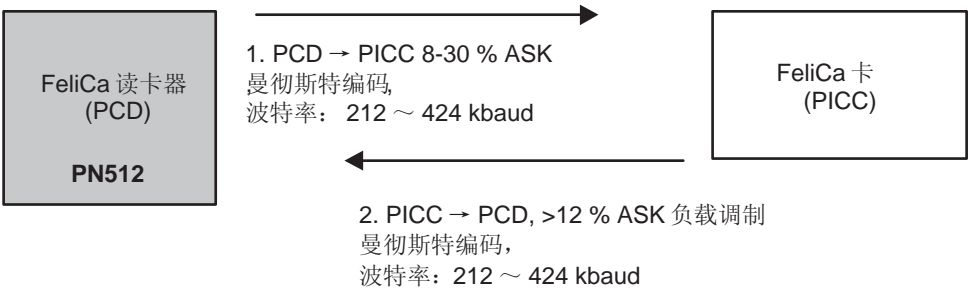 FeliCa 读卡器
(PCD)
PN512
1. PCD → PICC 8-30 % ASK
曼彻斯特编码,
波特率： 212 ～ 424 kbaud
FeliCa 卡
(PICC)
2. PICC → PCD, >12 % ASK 负载调制
曼彻斯特编码，
波特率：212 ～ 424 kbaud